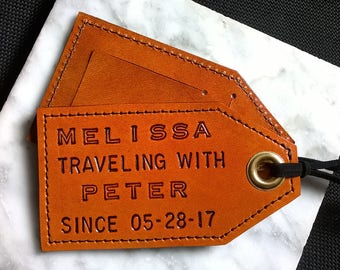 MELISSA
TRAVELING WITH
PETER
SINCE 05-28-17